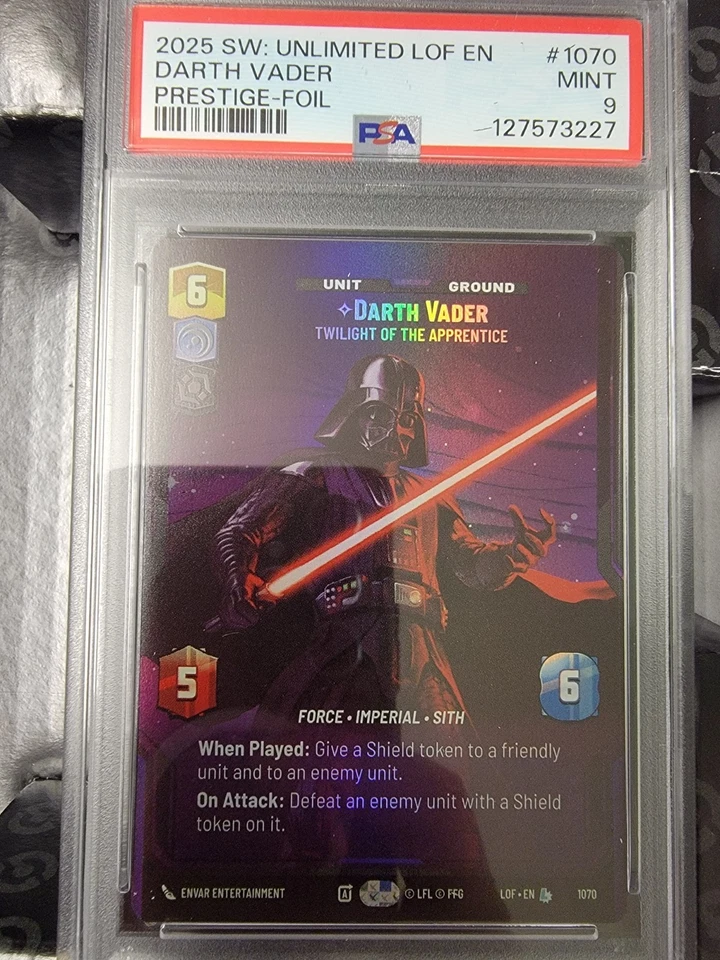 2025 SW: UNLIMITED LOF EN #1070
DARTH VADER MINT
PRESTIGE-FOIL 9
PSA 127573227
6
UNIT GROUND
DARTH VADER
TWILIGHT OF THE APPRENTICE
5
6
FORCE • IMPERIAL • SITH
When Played: Give a Shield token to a friendly
unit and to an enemy unit.
On Attack: Defeat an enemy unit with a Shield
token on it.
ENVAR ENTERTAINMENT A © LFL © FFG LOF • EN 1070